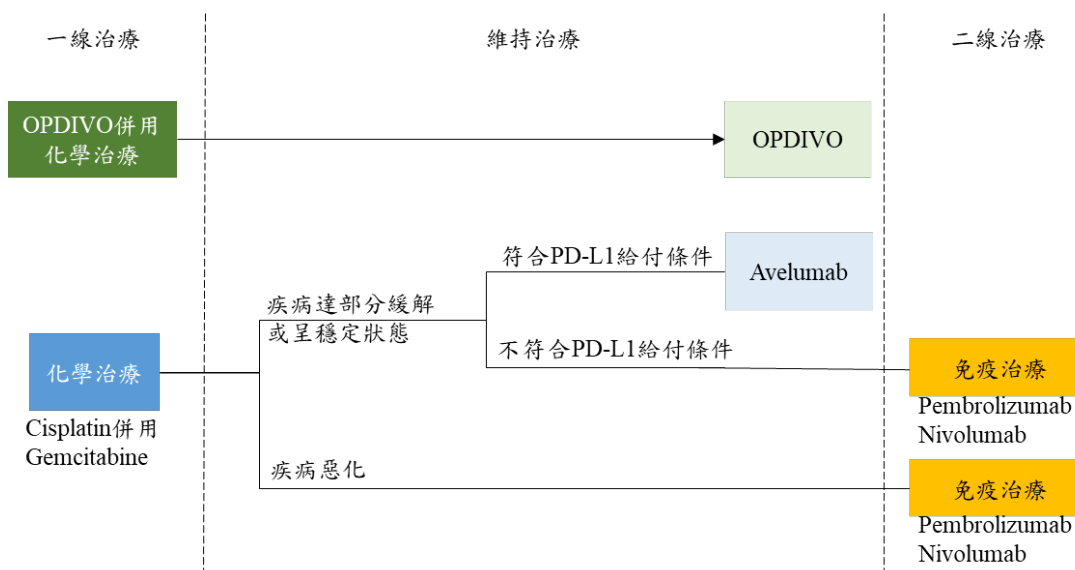 一線治療
維持治療
二線治療
OPDIVO併用
化學治療
OPDIVO
符合PD-L1給付條件
Avelumab
疾病達部分緩解
或呈穩定狀態
不符合PD-L1給付條件
化學治療
免疫治療
Cisplatin併用
Gemcitabine
Pembrolizumab
Nivolumab
疾病惡化
免疫治療
Pembrolizumab
Nivolumab